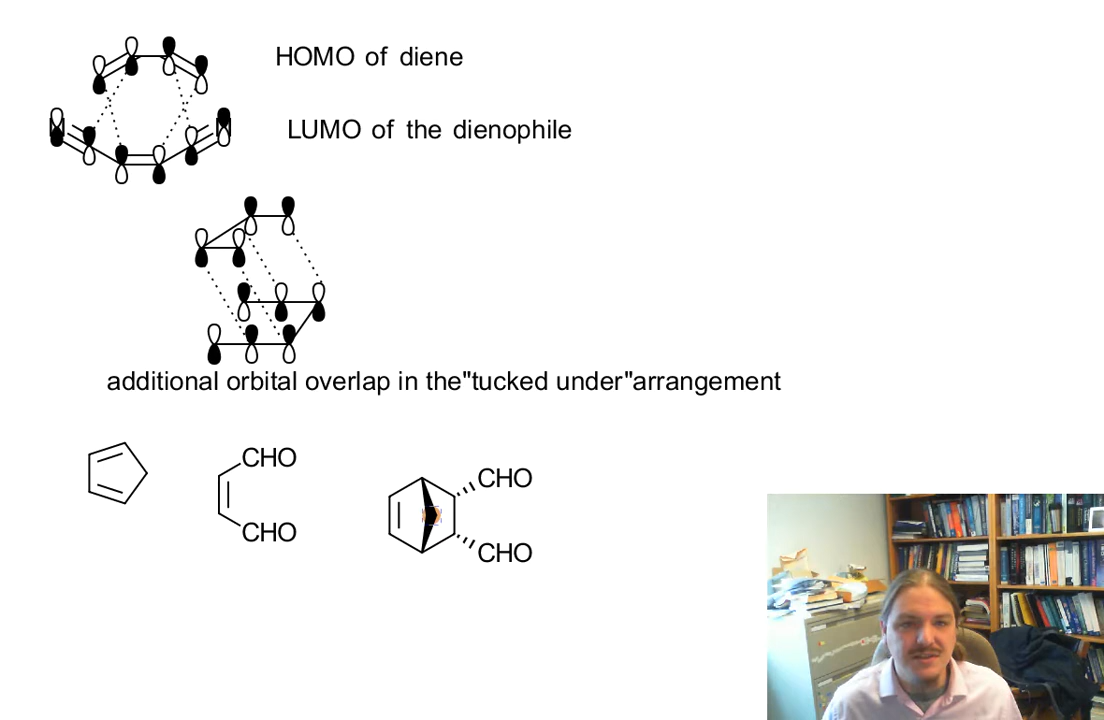 HOMO of diene
LUMO of the dienophile
additional orbital overlap in the"tucked under"arrangement
CHO
CHO
CHO
CHO